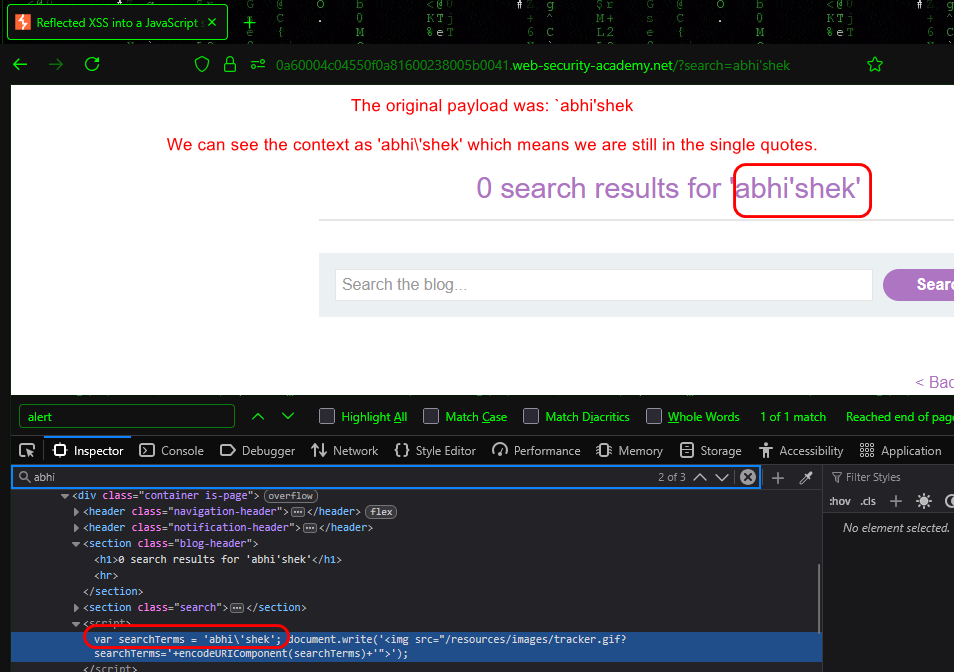 Reflected XSS into a JavaScript s
0a60004c04550f0a81600238005b0041.web-security-academy.net/?search=abhi'shek
The original payload was: `abhi'shek
We can see the context as 'abhi\'shek' which means we are still in the single quotes.
0 search results for 'abhi'shek'
Search the blog...
Sear
< Bac
alert
Highlight All
Match Case
Match Diacritics
Whole Words
1 of 1 match
Reached end of page
Inspector
Console
Debugger
Network
Style Editor
Performance
Memory
Storage
Accessibility
Application
abhi
2 of 3
Filter Styles
:hov .cls
No element selected.
<div class="container is-page"> overflow
<header class="navigation-header"> </header> flex
<header class="notification-header"> </header>
<section class="blog-header">
<h1>0 search results for 'abhi'shek'</h1>
<hr>
</section>
<section class="search"> </section>
<script>
var searchTerms = 'abhi\'shek'; document.write('<img src="/resources/images/tracker.gif?
searchTerms='+encodeURIComponent(searchTerms)+'">');
</script>